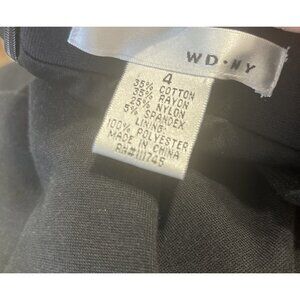 WD·NY
4
35% COTTON
35% RAYON
25% NYLON
5% SPANDEX
LINING:
100% POLYESTER
MADE IN CHINA
RN#111745